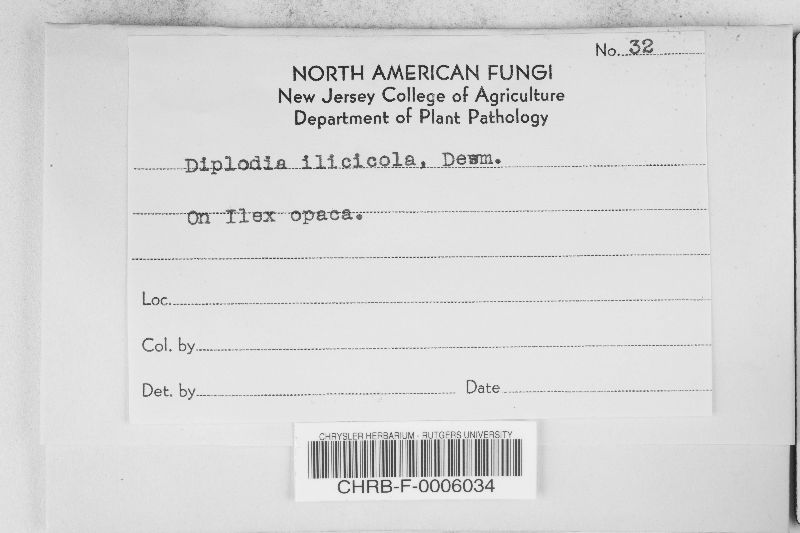 No. 32
NORTH AMERICAN FUNGI
New Jersey College of Agriculture
Department of Plant Pathology
Diplodia ilicicola, Desm.
On Ilex opaca.
Loc.
Col. by
Det. by Date
CHRYSLER HERBARIUM - RUTGERS UNIVERSITY
CHRB-F-0006034